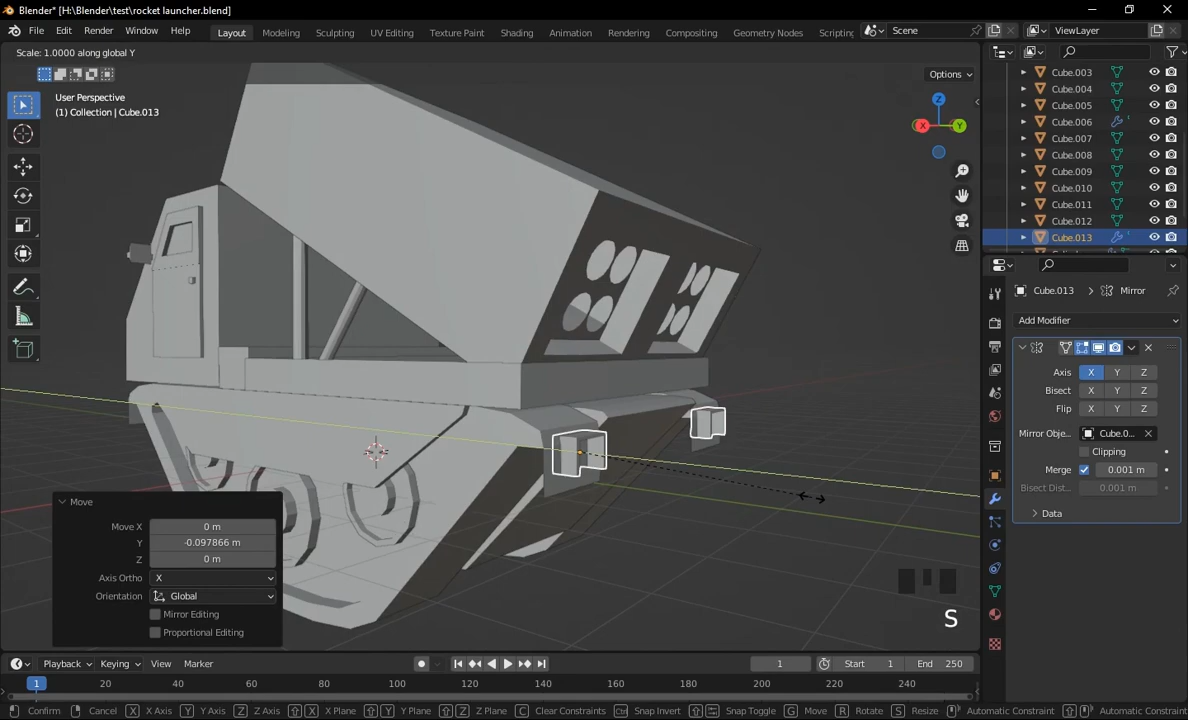 Blender* [H:\Blender\test\rocket launcher.blend]
File Edit Render Window Help Layout Modeling Sculpting UV Editing Texture Paint Shading Animation Rendering Compositing Geometry Nodes Scripting Scene ViewLayer
Scale: 1.0000 along global Y
Options
User Perspective
(1) Collection | Cube.013
Z
X Y
Cube.003
Cube.004
Cube.005
Cube.006
Cube.007
Cube.008
Cube.009
Cube.010
Cube.011
Cube.012
Cube.013
Cube.013 > Mirror
Add Modifier
Axis X Y Z
Bisect X Y Z
Flip X Y Z
Mirror Obje... Cube.0...
Clipping
Merge 0.001 m
Bisect Dist... 0.001 m
Data
Move
Move X 0 m
Y -0.097866 m
Z 0 m
Axis Ortho X
Orientation Global
Mirror Editing
Proportional Editing
S
Playback Keying View Marker 1 Start 1 End 250
1 20 40 60 80 100 120 140 160 180 200 220 240
Confirm Cancel X X Axis Y Y Axis Z Z Axis X X Plane Y Y Plane Z Z Plane C Clear Constraints Ctrl Snap Invert Snap Toggle G Move R Rotate S Resize Automatic Constraint Automatic Constraint